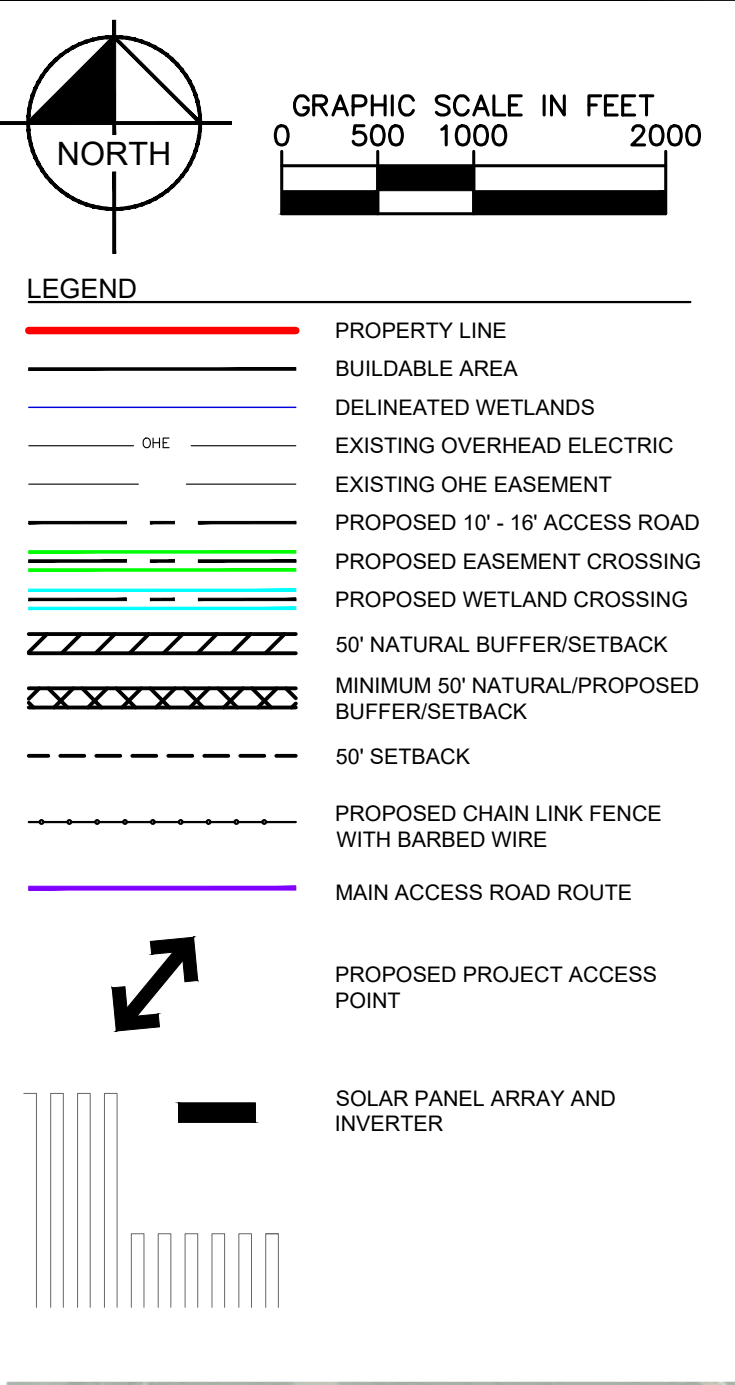 NORTH
GRAPHIC SCALE IN FEET
0 500 1000 2000
LEGEND
PROPERTY LINE
BUILDABLE AREA
DELINEATED WETLANDS
OHE EXISTING OVERHEAD ELECTRIC
EXISTING OHE EASEMENT
PROPOSED 10' - 16' ACCESS ROAD
PROPOSED EASEMENT CROSSING
PROPOSED WETLAND CROSSING
50' NATURAL BUFFER/SETBACK
MINIMUM 50' NATURAL/PROPOSED
BUFFER/SETBACK
50' SETBACK
PROPOSED CHAIN LINK FENCE
WITH BARBED WIRE
MAIN ACCESS ROAD ROUTE
PROPOSED PROJECT ACCESS
POINT
SOLAR PANEL ARRAY AND
INVERTER